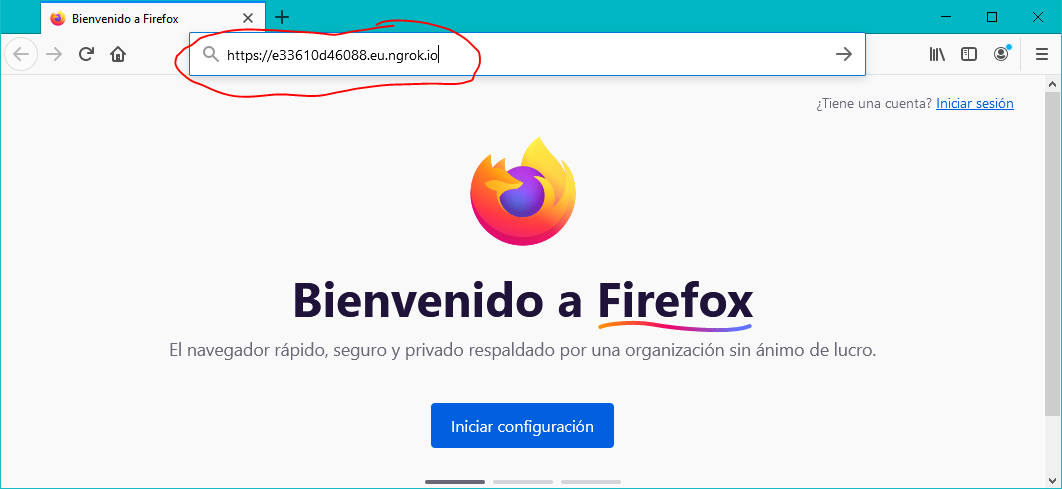 Bienvenido a Firefox
https://e33610d46088.eu.ngrok.io
¿Tiene una cuenta? Iniciar sesión
Bienvenido a Firefox
El navegador rápido, seguro y privado respaldado por una organización sin ánimo de lucro.
Iniciar configuración